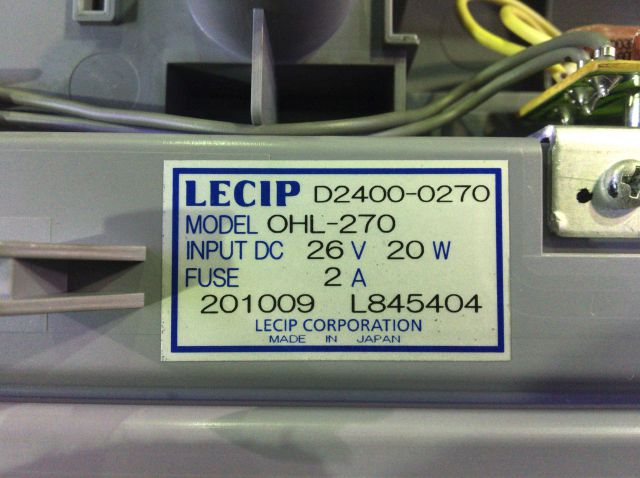 LECIP D2400-0270
MODEL OHL-270
INPUT DC 26 V 20 W
FUSE 2 A
201009 L845404
LECIP CORPORATION
MADE IN JAPAN